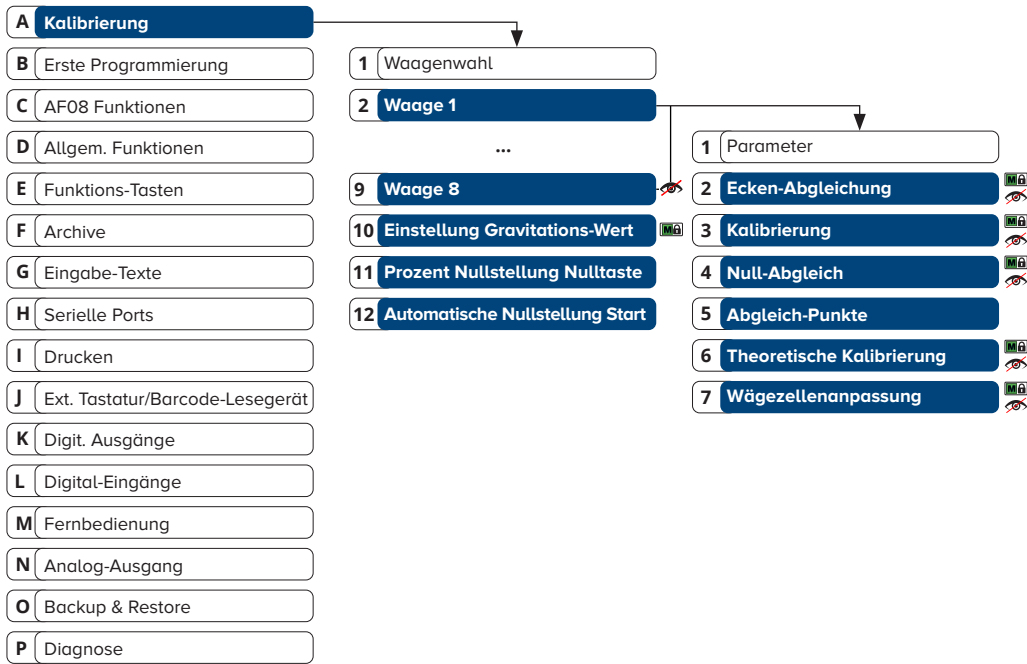 A Kalibrierung
B Erste Programmierung
C AF08 Funktionen
D Allgem. Funktionen
E Funktions-Tasten
F Archive
G Eingabe-Texte
H Serielle Ports
I Drucken
J Ext. Tastatur/Barcode-Lesegerät
K Digit. Ausgänge
L Digital-Eingänge
M Fernbedienung
N Analog-Ausgang
O Backup & Restore
P Diagnose
1 Waagenwahl
2 Waage 1
...
9 Waage 8
10 Einstellung Gravitations-Wert M
11 Prozent Nullstellung Nulltaste
12 Automatische Nullstellung Start
1 Parameter
2 Ecken-Abgleichung M
3 Kalibrierung M
4 Null-Abgleich M
5 Abgleich-Punkte
6 Theoretische Kalibrierung M
7 Wägezellenanpassung M